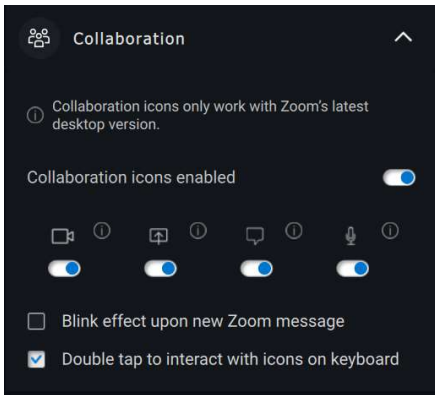 Collaboration
Collaboration icons only work with Zoom's latest
desktop version.
Collaboration icons enabled
Blink effect upon new Zoom message
Double tap to interact with icons on keyboard